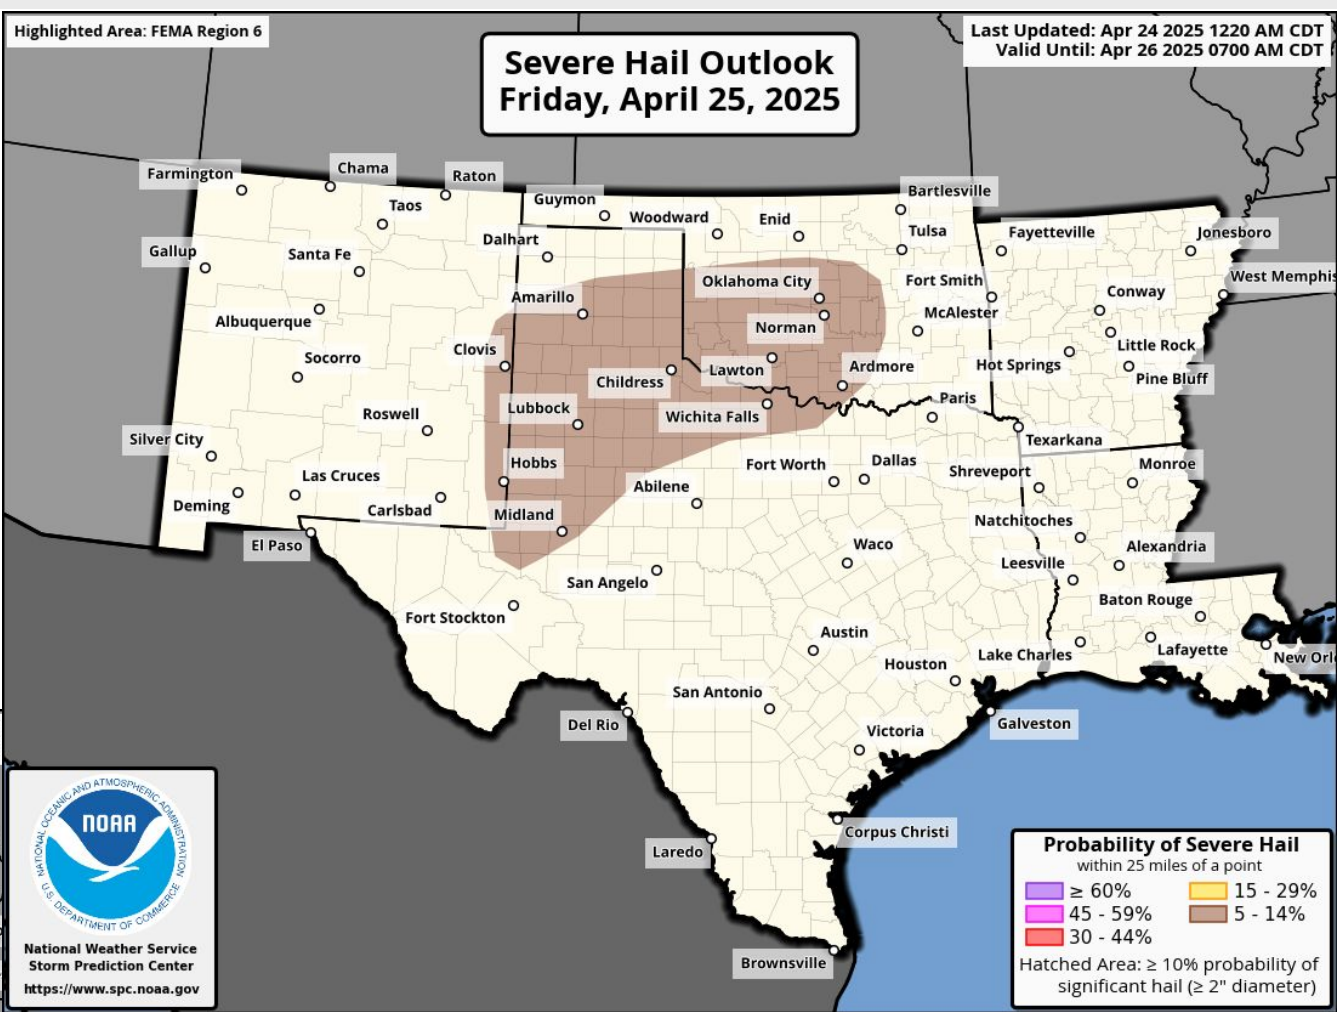 Highlighted Area: FEMA Region 6
Last Updated: Apr 24 2025 1220 AM CDT
Valid Until: Apr 26 2025 0700 AM CDT
Severe Hail Outlook
Friday, April 25, 2025
Farmington
Chama
Raton
Taos
Guymon
Woodward
Enid
Bartlesville
Tulsa
Fayetteville
Jonesboro
Gallup
Santa Fe
Dalhart
Oklahoma City
Fort Smith
West Memphis
Amarillo
Conway
Albuquerque
Norman
McAlester
Little Rock
Socorro
Clovis
Childress
Lawton
Ardmore
Hot Springs
Pine Bluff
Roswell
Lubbock
Wichita Falls
Paris
Texarkana
Silver City
Hobbs
Fort Worth
Dallas
Shreveport
Monroe
Las Cruces
Deming
Carlsbad
Midland
Abilene
Natchitoches
El Paso
Waco
Alexandria
San Angelo
Leesville
Fort Stockton
Baton Rouge
Austin
Lake Charles
Lafayette
New Orl
Houston
San Antonio
Del Rio
Galveston
Victoria
Corpus Christi
Laredo
Brownsville
NATIONAL OCEANIC AND ATMOSPHERIC ADMINISTRATION
NOAA
U.S. DEPARTMENT OF COMMERCE
National Weather Service
Storm Prediction Center
https://www.spc.noaa.gov
Probability of Severe Hail
within 25 miles of a point
≥ 60%
15 - 29%
45 - 59%
5 - 14%
30 - 44%
Hatched Area: ≥ 10% probability of
significant hail (≥ 2" diameter)